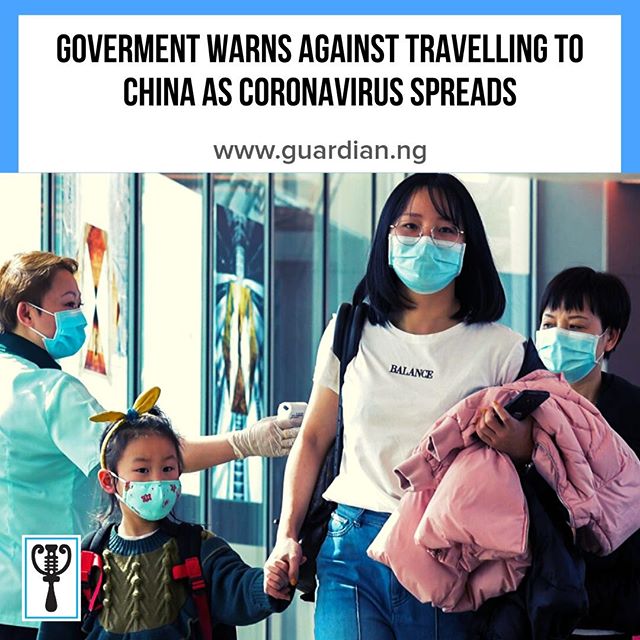 GOVERMENT WARNS AGAINST TRAVELLING TO
CHINA AS CORONAVIRUS SPREADS
www.guardian.ng
BALANCE